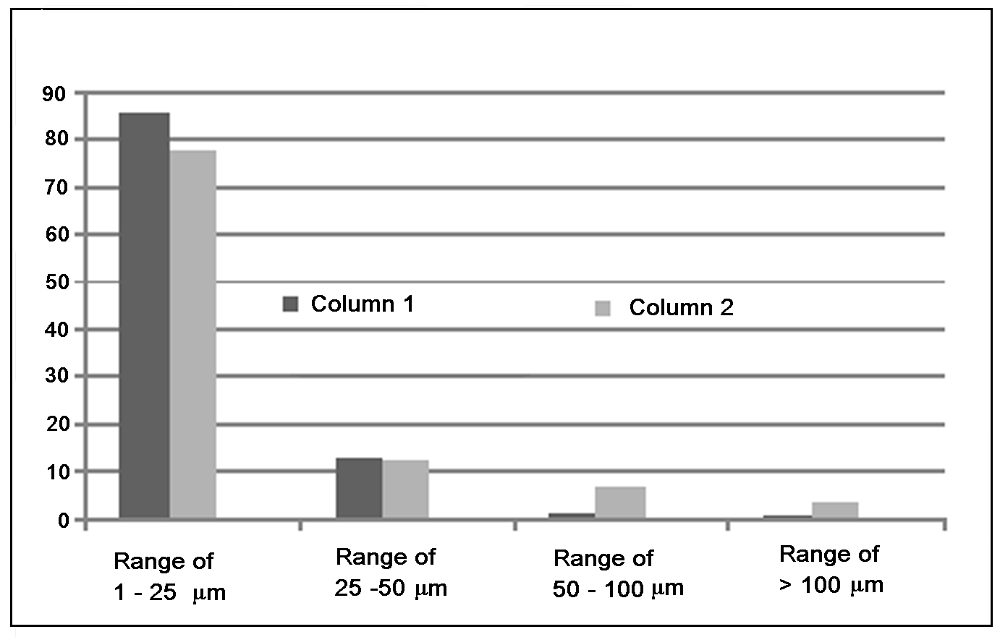 90
80
70
60
50
Column 1
Column 2
40
30
20
10
0
Range of
1 - 25 μm
Range of
25 -50 μm
Range of
50 - 100 μm
Range of
> 100 μm